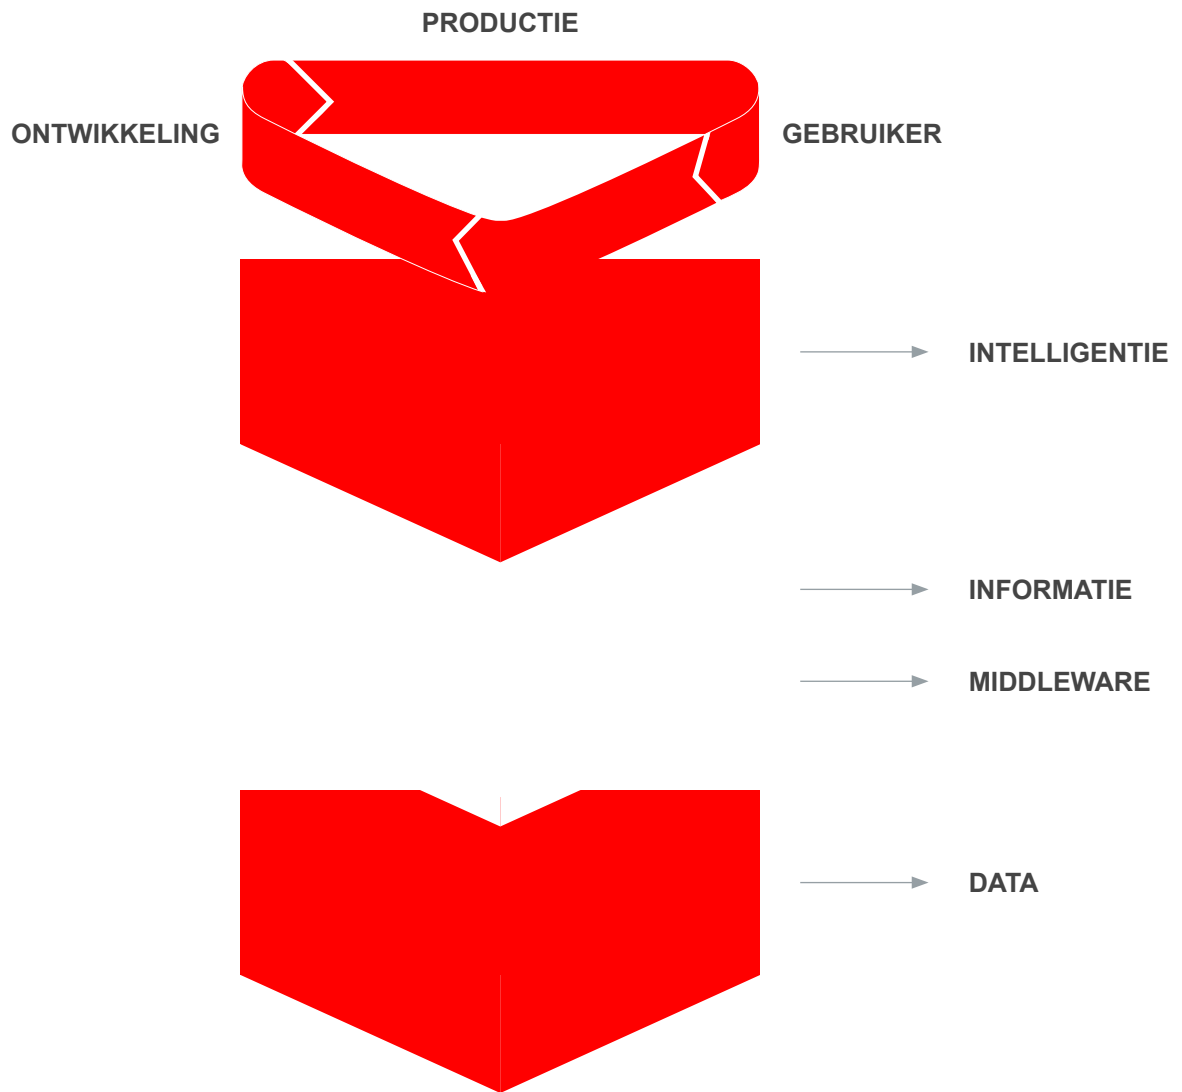 PRODUCTIE
ONTWIKKELING
GEBRUIKER
INTELLIGENTIE
INFORMATIE
MIDDLEWARE
DATA